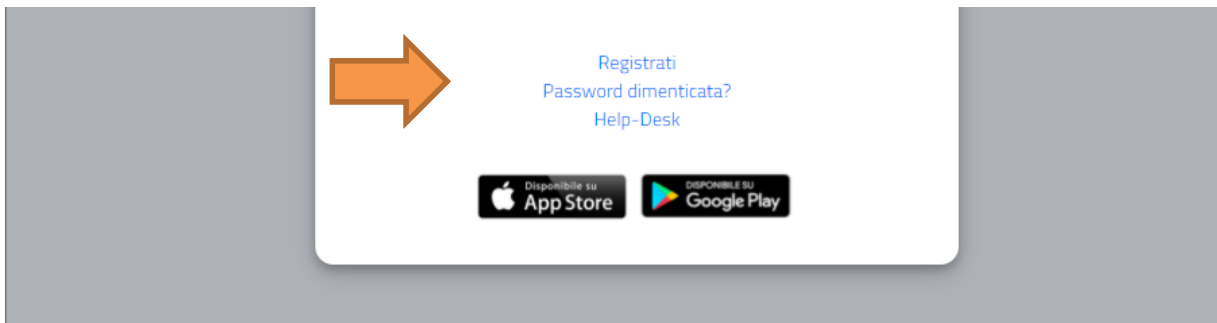 Registrati
Password dimenticata?
Help-Desk
Disponibile su
App Store
DISPONIBILE SU
Google Play